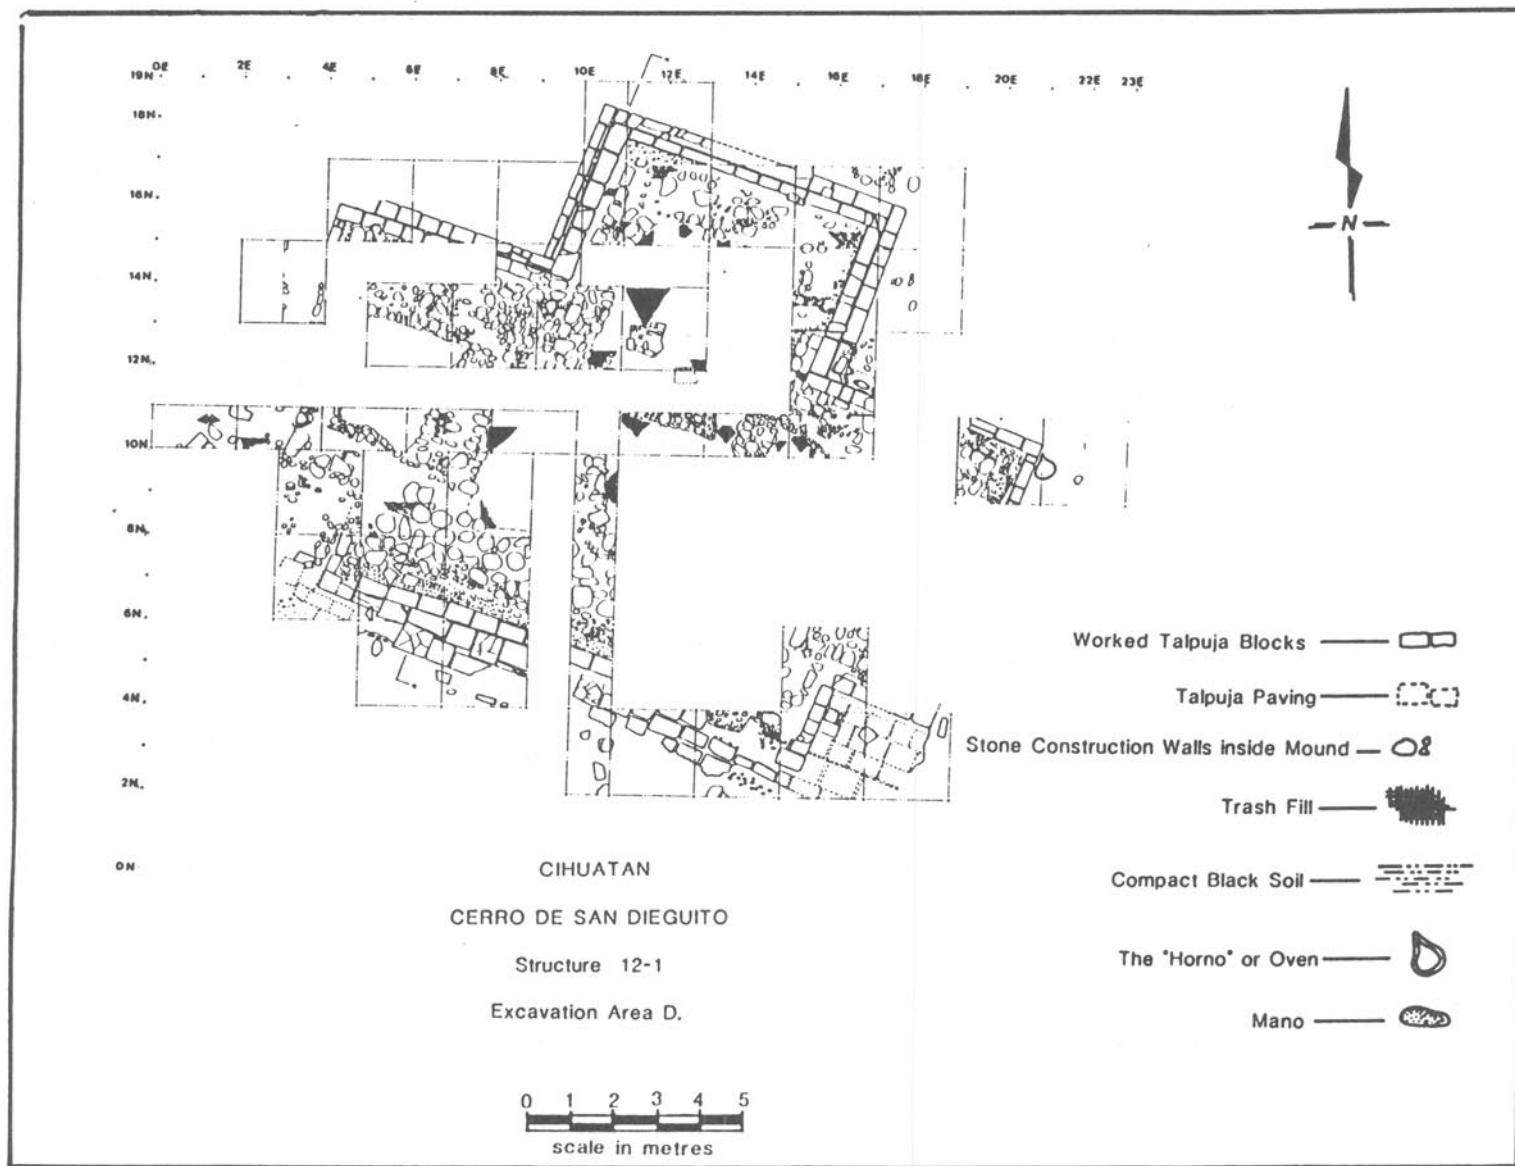 19N. 0E 2E 4E 6E 8E 10E 12E 14E 16E 18E 20E 22E 23E
18N.
16N.
14N.
12N.
10N
8N.
6N.
4N.
2N.
0N
N
Worked Talpuja Blocks
Talpuja Paving
Stone Construction Walls inside Mound
Trash Fill
Compact Black Soil
The "Horno" or Oven
Mano
CIHUATAN
CERRO DE SAN DIEGUITO
Structure 12-1
Excavation Area D.
0 1 2 3 4 5
scale in metres